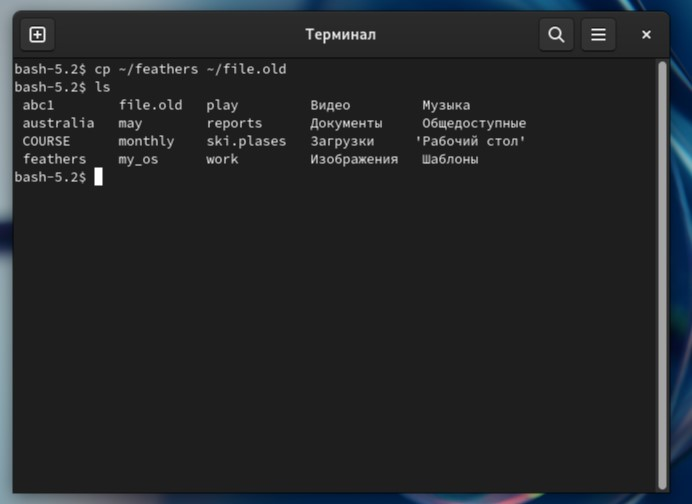 Терминал
bash-5.2$ cp ~/feathers ~/file.old
bash-5.2$ ls
abc1 file.old play Видео Музыка
australia may reports Документы Общедоступные
COURSE monthly ski.plases Загрузки 'Рабочий стол'
feathers my_os work Изображения Шаблоны
bash-5.2$